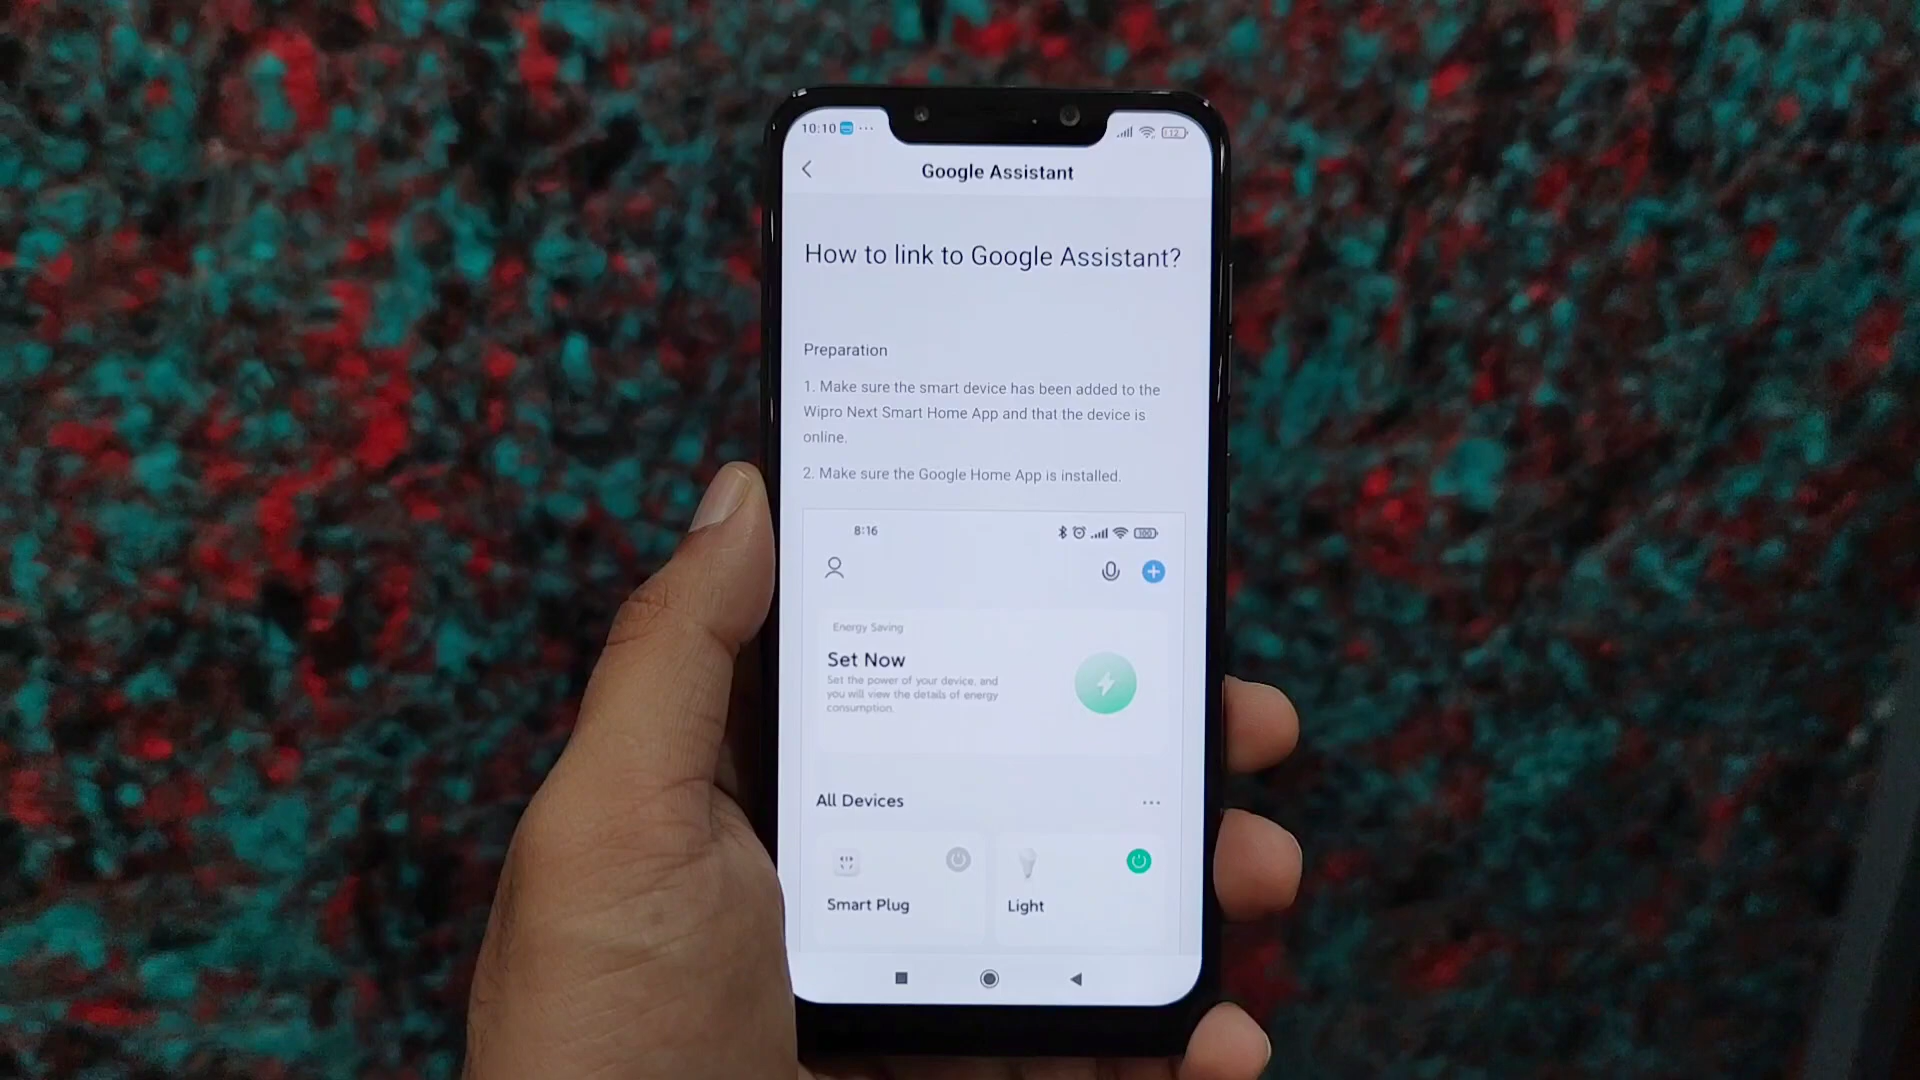 10:10 ...
12
Google Assistant
How to link to Google Assistant?
Preparation
1. Make sure the smart device has been added to the
Wipro Next Smart Home App and that the device is
online.
2. Make sure the Google Home App is installed.
8:16
100
Energy Saving
Set Now
Set the power of your device, and
you will view the details of energy
consumption.
All Devices
...
Smart Plug
Light